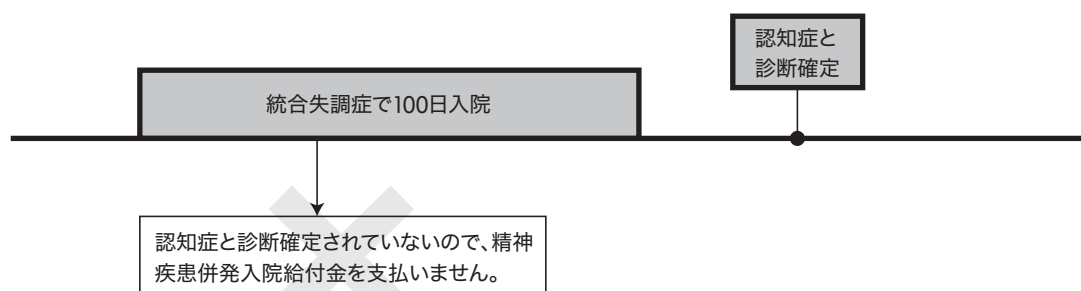 認知症と
診断確定
統合失調症で100日入院
認知症と診断確定されていないので、精神
疾患併発入院給付金を支払いません。